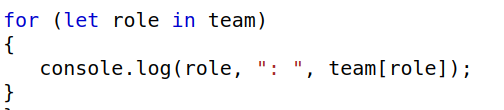 for (let role in team)
{
   console.log(role, ": ", team[role]);
}